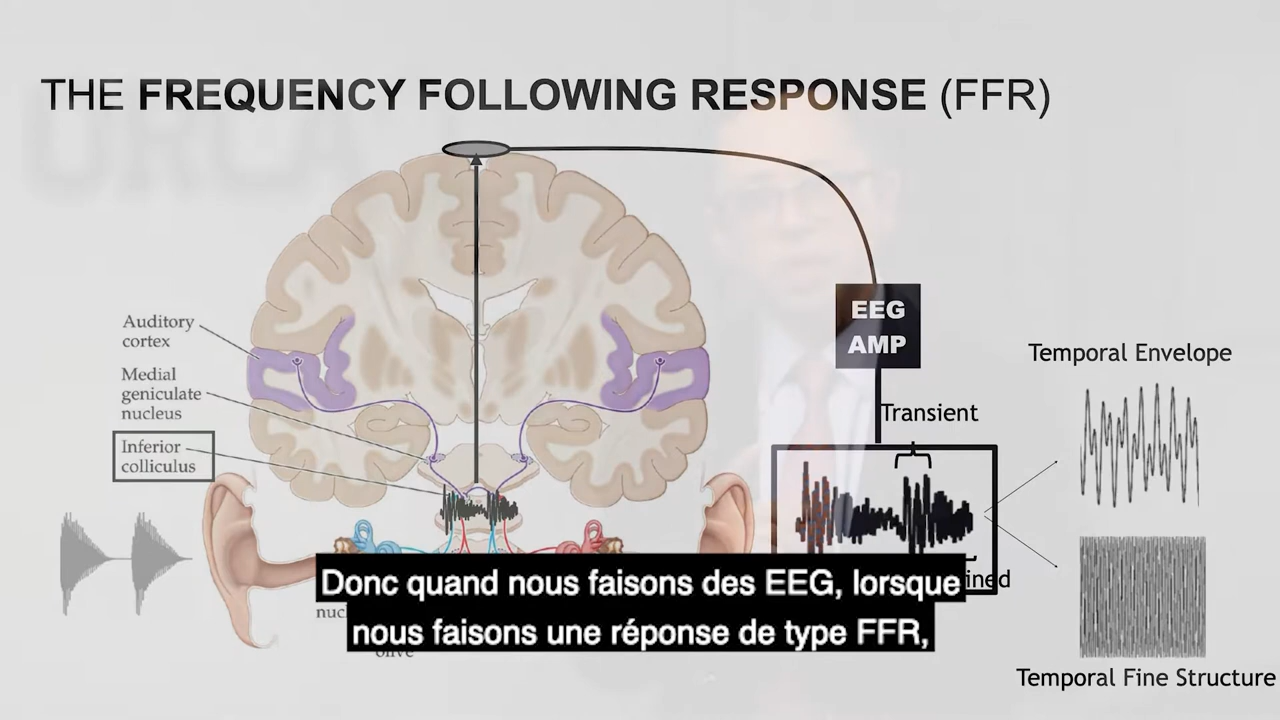 THE FREQUENCY FOLLOWING RESPONSE (FFR)
EEG
AMP
Temporal Envelope
Auditory
cortex
Medial
geniculate
nucleus
Transient
Inferior
colliculus
Donc quand nous faisons des EEG, lorsque
nous faisons une réponse de type FFR,
olive
Temporal Fine Structure